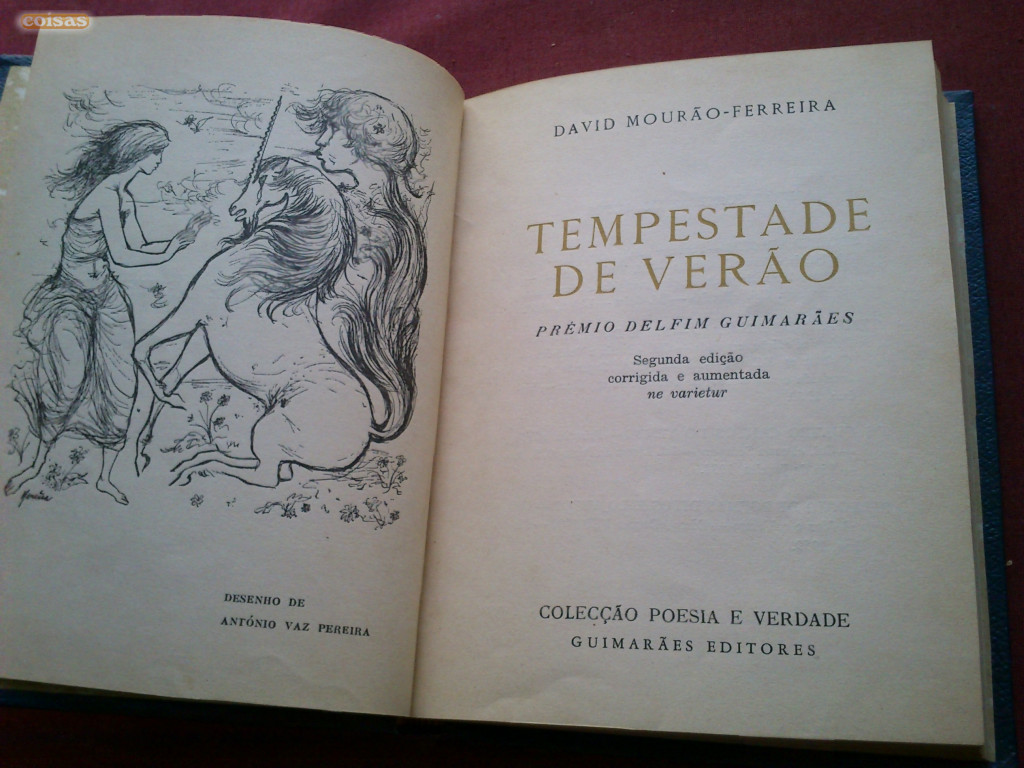 coisas
DESENHO DE
ANTÓNIO VAZ PEREIRA
DAVID MOURÃO-FERREIRA
TEMPESTADE
DE VERÃO
PRÉMIO DELFIM GUIMARÃES
Segunda edição
corrigida e aumentada
ne varietur
COLECÇÃO POESIA E VERDADE
GUIMARÃES EDITORES